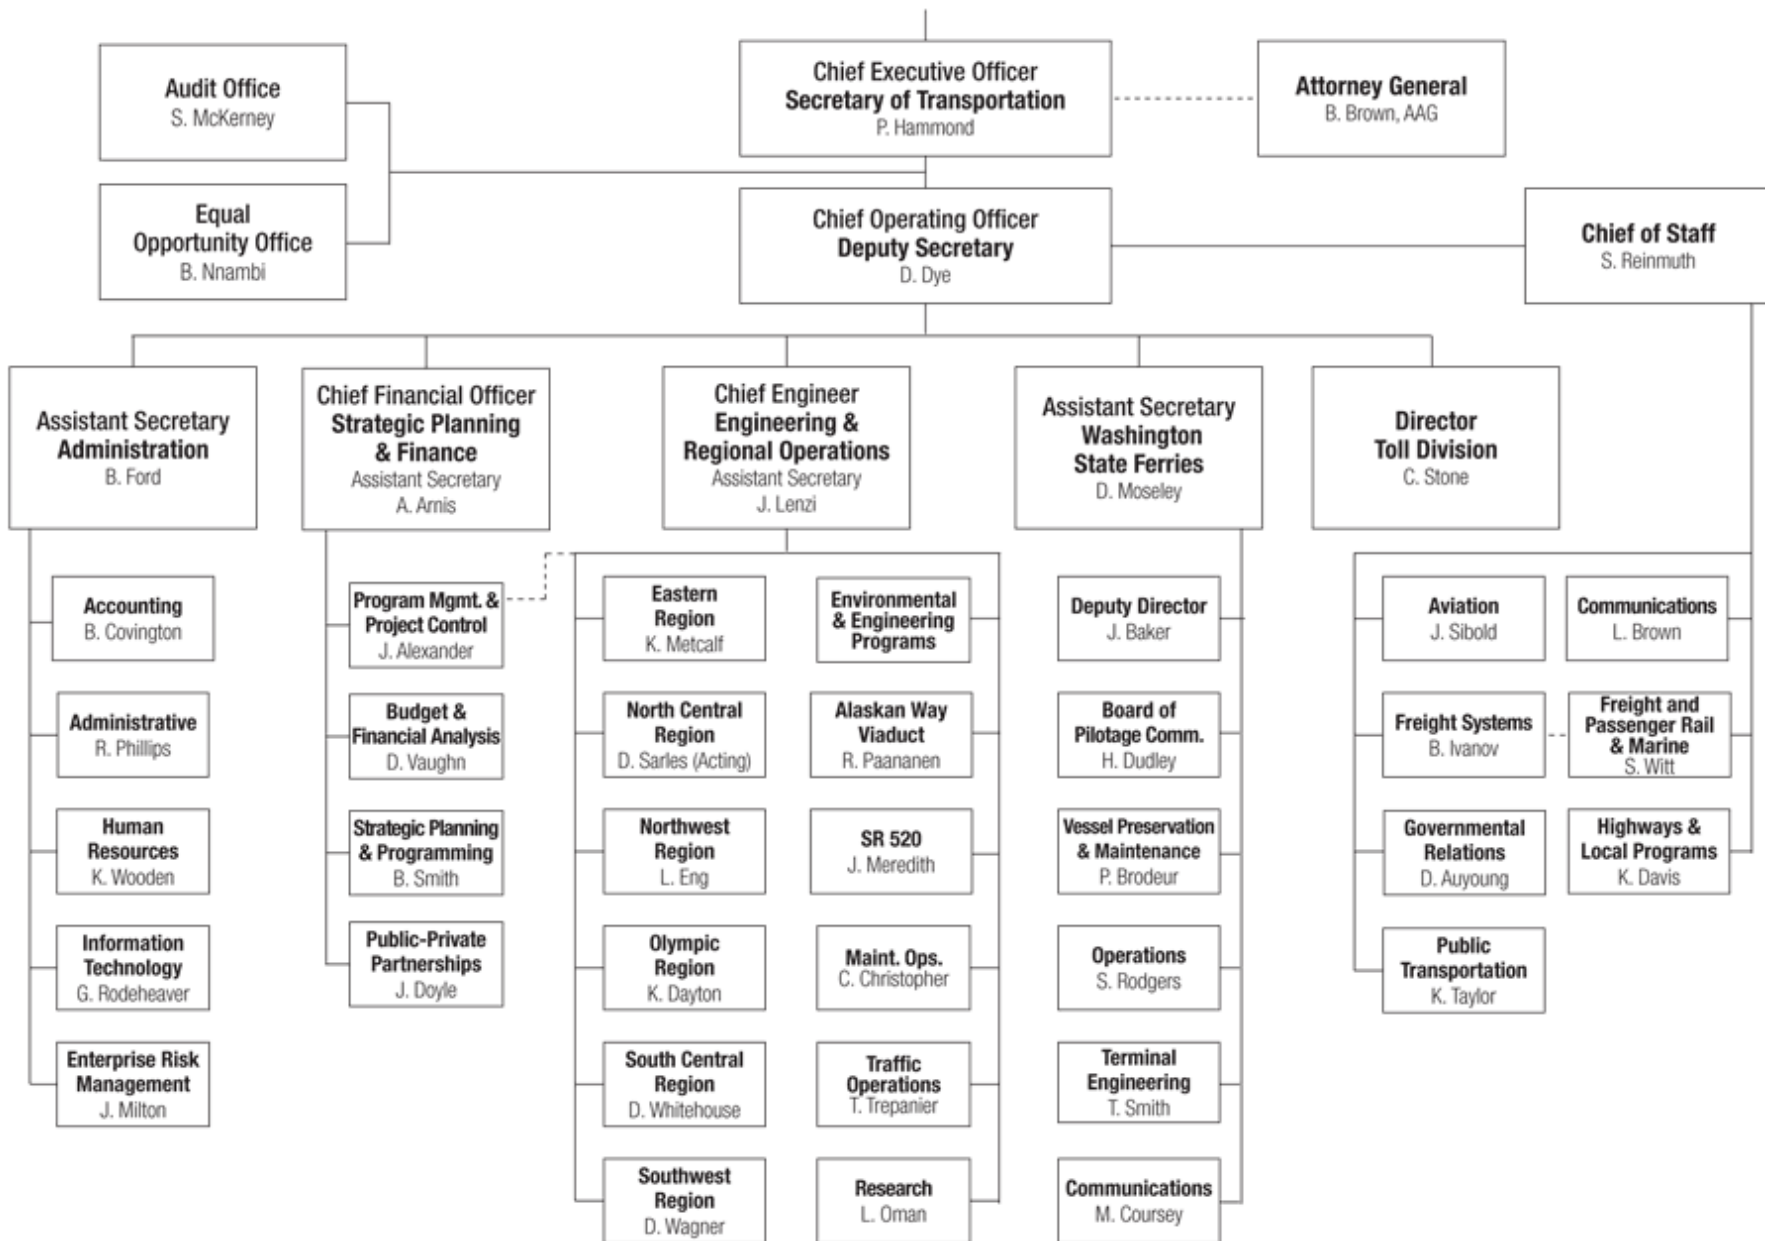 Audit Office
S. McKerney
Chief Executive Officer
Secretary of Transportation
P. Hammond
Attorney General
B. Brown, AAG
Equal
Opportunity Office
B. Nnambi
Chief Operating Officer
Deputy Secretary
D. Dye
Chief of Staff
S. Reinmuth
Assistant Secretary
Administration
B. Ford
Chief Financial Officer
Strategic Planning
& Finance
Assistant Secretary
A. Arnis
Chief Engineer
Engineering &
Regional Operations
Assistant Secretary
J. Lenzi
Assistant Secretary
Washington
State Ferries
D. Moseley
Director
Toll Division
C. Stone
Accounting
B. Covington
Administrative
R. Phillips
Human
Resources
K. Wooden
Information
Technology
G. Rodeheaver
Enterprise Risk
Management
J. Milton
Program Mgmt. &
Project Control
J. Alexander
Budget &
Financial Analysis
D. Vaughn
Strategic Planning
& Programming
B. Smith
Public-Private
Partnerships
J. Doyle
Eastern
Region
K. Metcalf
North Central
Region
D. Sarles (Acting)
Northwest
Region
L. Eng
Olympic
Region
K. Dayton
South Central
Region
D. Whitehouse
Southwest
Region
D. Wagner
Environmental
& Engineering
Programs
Alaskan Way
Viaduct
R. Paananen
SR 520
J. Meredith
Maint. Ops.
C. Christopher
Traffic
Operations
T. Trepanier
Research
L. Oman
Deputy Director
J. Baker
Board of
Pilotage Comm.
H. Dudley
Vessel Preservation
& Maintenance
P. Brodeur
Operations
S. Rodgers
Terminal
Engineering
T. Smith
Communications
M. Coursey
Aviation
J. Sibold
Freight Systems
B. Ivanov
Governmental
Relations
D. Auyoung
Public
Transportation
K. Taylor
Communications
L. Brown
Freight and
Passenger Rail
& Marine
S. Witt
Highways &
Local Programs
K. Davis